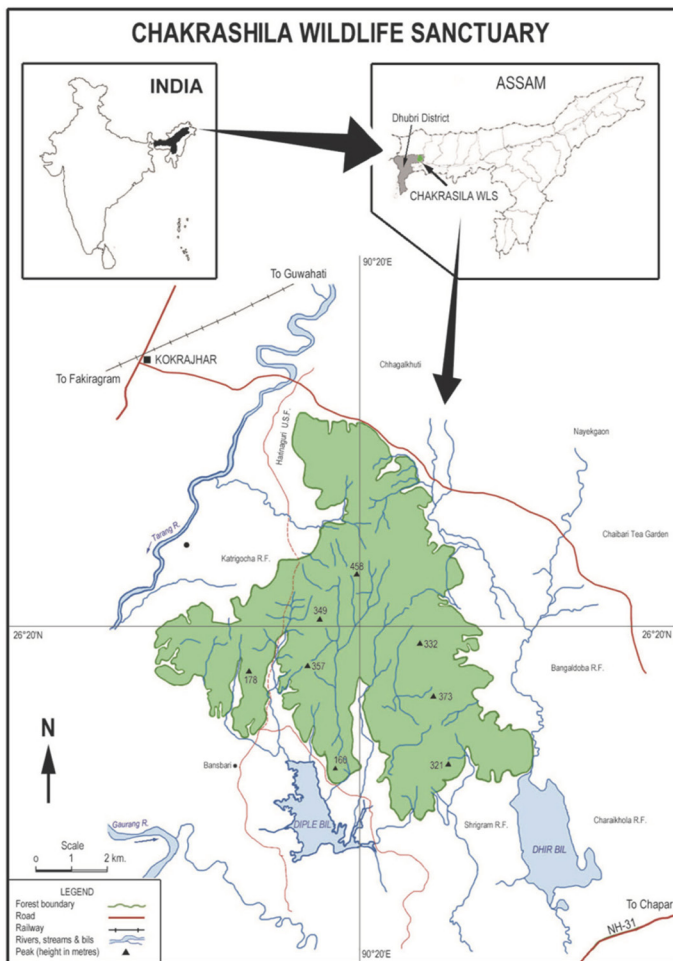 CHAKRASHILA WILDLIFE SANCTUARY
INDIA
ASSAM
Dhubri District
CHAKRASILA WLS
90°20'E
To Guwahati
Chhagalkhuti
KOKRAJHAR
To Fakiragram
Harinaguri U.S.F.
Nayekgaon
Tarang R.
Chaibari Tea Garden
Katrigocha R.F.
458
349
26°20'N
26°20'N
332
357
Bangaldoba R.F.
178
373
N
Bansbari
160
321
Gaurang R.
DIPLE BIL
Shrigram R.F.
Charaikhola R.F.
DHIR BIL
Scale
0 1 2 km.
LEGEND
Forest boundary
Road
Railway
Rivers, streams & bils
Peak (height in metres)
To Chapar
NH-31
90°20'E